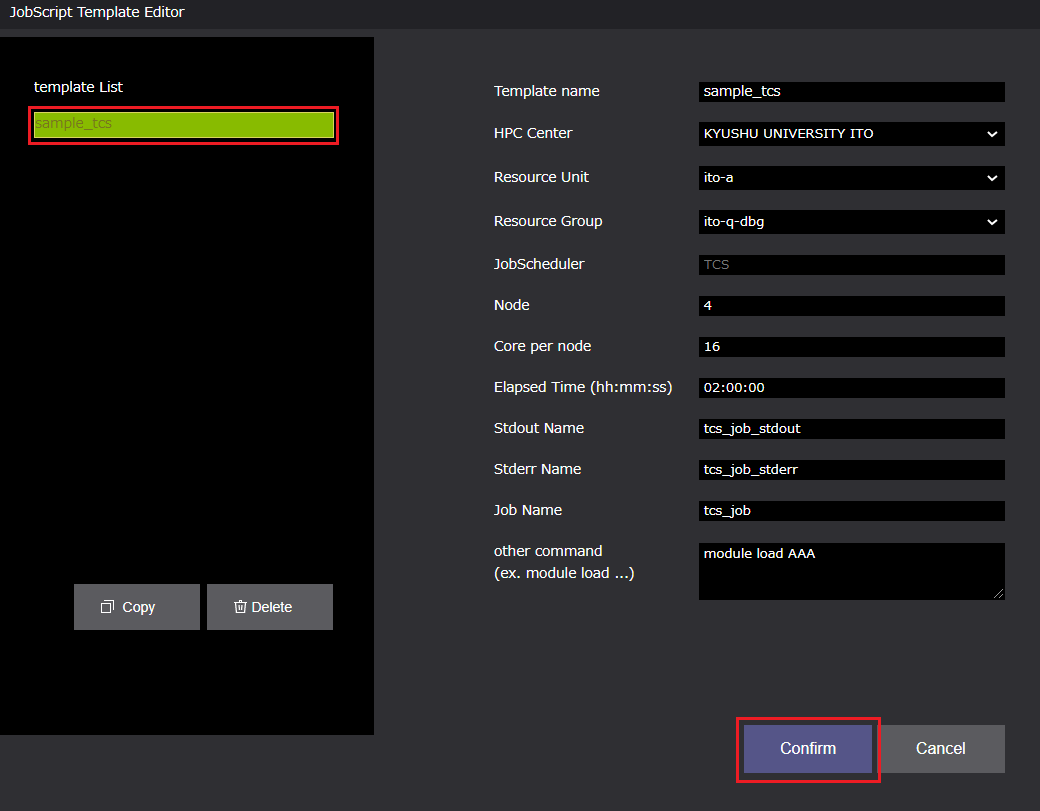 JobScript Template Editor
template List
sample_tcs
Copy
Delete
Template name
sample_tcs
HPC Center
KYUSHU UNIVERSITY ITO
Resource Unit
ito-a
Resource Group
ito-q-dbg
JobScheduler
TCS
Node
4
Core per node
16
Elapsed Time (hh:mm:ss)
02:00:00
Stdout Name
tcs_job_stdout
Stderr Name
tcs_job_stderr
Job Name
tcs_job
other command
(ex. module load ...)
module load AAA
Confirm
Cancel